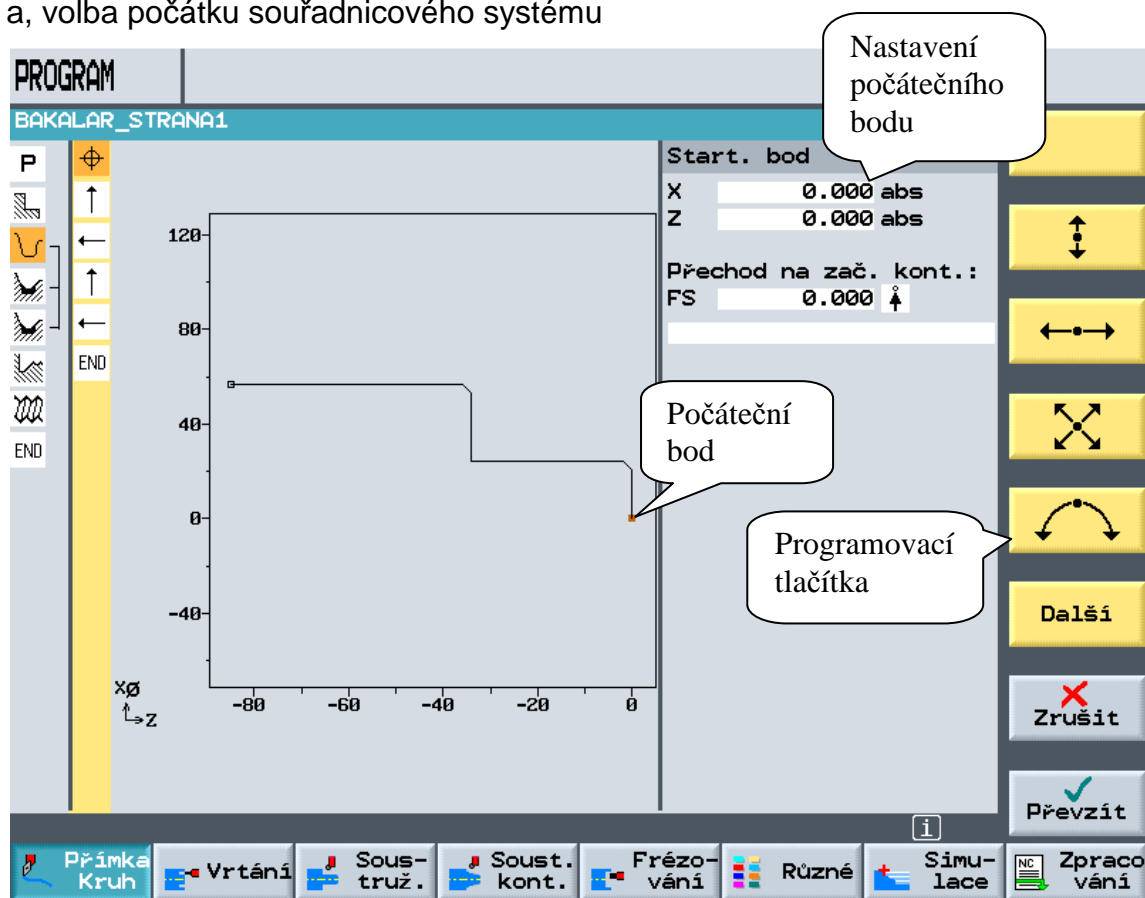 a, volba počátku souřadnicového systému
Nastavení
počátečního
bodu
PROGRAM
BAKALAR_STRANA1
P
END
END
Start. bod
X 0.000 abs
Z 0.000 abs
Přechod na zač. kont.:
FS 0.000
120
80
40
0
-40
-80 -60 -40 -20 0
XØ
Z
Počáteční
bod
Programovací
tlačítka
Další
Zrušit
Převzít
i
Přímka
Kruh
Vrtání
Sous-
truž.
Soust.
kont.
Frézo-
vání
Různé
Simu-
lace
NC
Zpraco
vání